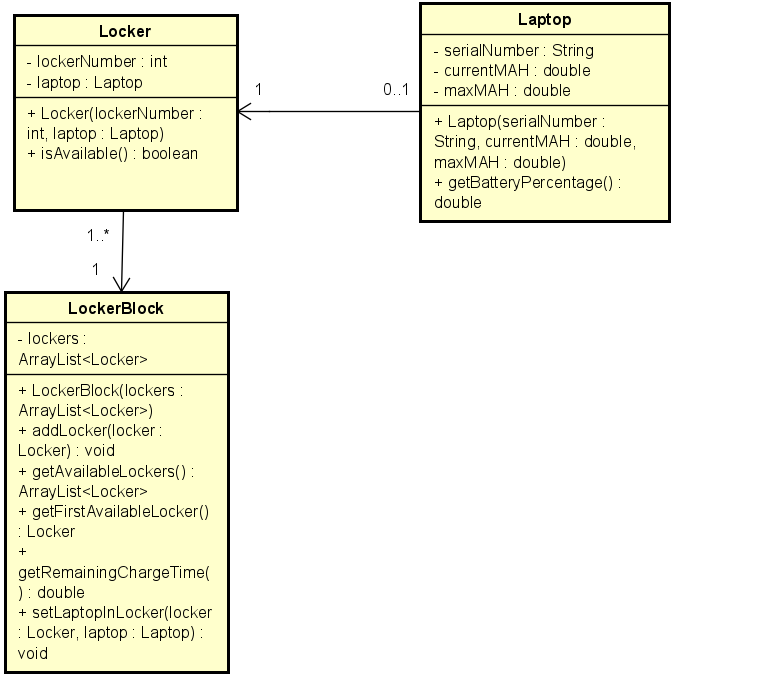 Locker
- lockerNumber : int
- laptop : Laptop
+ Locker(lockerNumber :
int, laptop : Laptop)
+ isAvailable() : boolean
1
0..1
Laptop
- serialNumber : String
- currentMAH : double
- maxMAH : double
+ Laptop(serialNumber :
String, currentMAH : double,
maxMAH : double)
+ getBatteryPercentage() :
double
1..*
1
LockerBlock
- lockers :
ArrayList<Locker>
+ LockerBlock(lockers :
ArrayList<Locker>)
+ addLocker(locker :
Locker) : void
+ getAvailableLockers() :
ArrayList<Locker>
+ getFirstAvailableLocker()
: Locker
+
getRemainingChargeTime(
) : double
+ setLaptopInLocker(locker
: Locker, laptop : Laptop) :
void